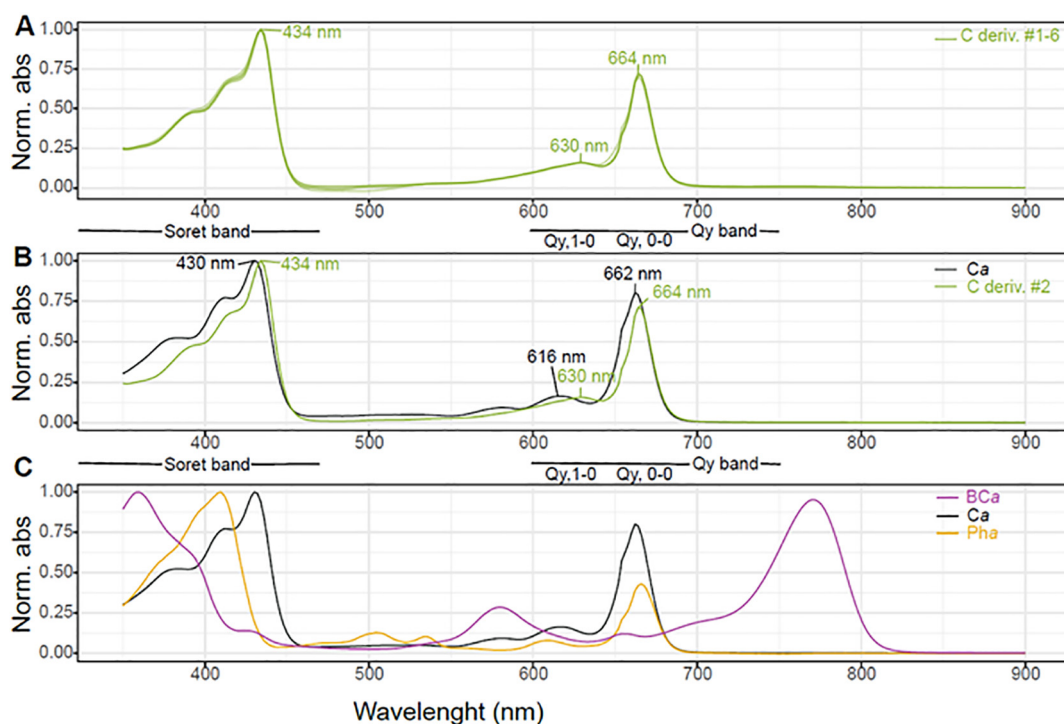 A
Norm. abs
1.00
0.75
0.50
0.25
0.00
434 nm
664 nm
630 nm
C deriv. #1-6
400 500 600 700 800 900
Soret band Qy band
Qy,1-0 Qy, 0-0
B
Norm. abs
1.00
0.75
0.50
0.25
0.00
430 nm 434 nm
662 nm
664 nm
616 nm
630 nm
Ca
C deriv. #2
400 500 600 700 800 900
Soret band Qy band
Qy,1-0 Qy, 0-0
C
Norm. abs
1.00
0.75
0.50
0.25
0.00
BCa
Ca
Pha
400 500 600 700 800 900
Wavelenght (nm)